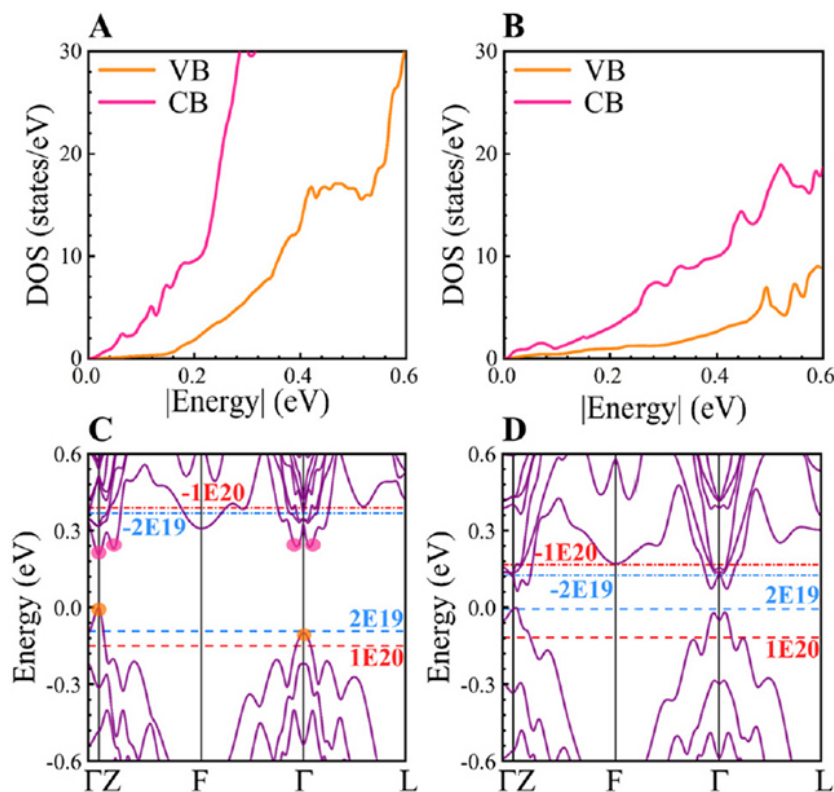 A
30
20
10
0
DOS (states/eV)
VB
CB
0.0 0.2 0.4 0.6
|Energy| (eV)
B
30
20
10
0
DOS (states/eV)
VB
CB
0.0 0.2 0.4 0.6
|Energy| (eV)
C
0.6
0.3
0.0
-0.3
-0.6
Energy (eV)
-1E20
-2E19
2E19
1E20
ΓZ F Γ L
D
0.6
0.3
0.0
-0.3
-0.6
Energy (eV)
-1E20
-2E19
2E19
1E20
ΓZ F Γ L